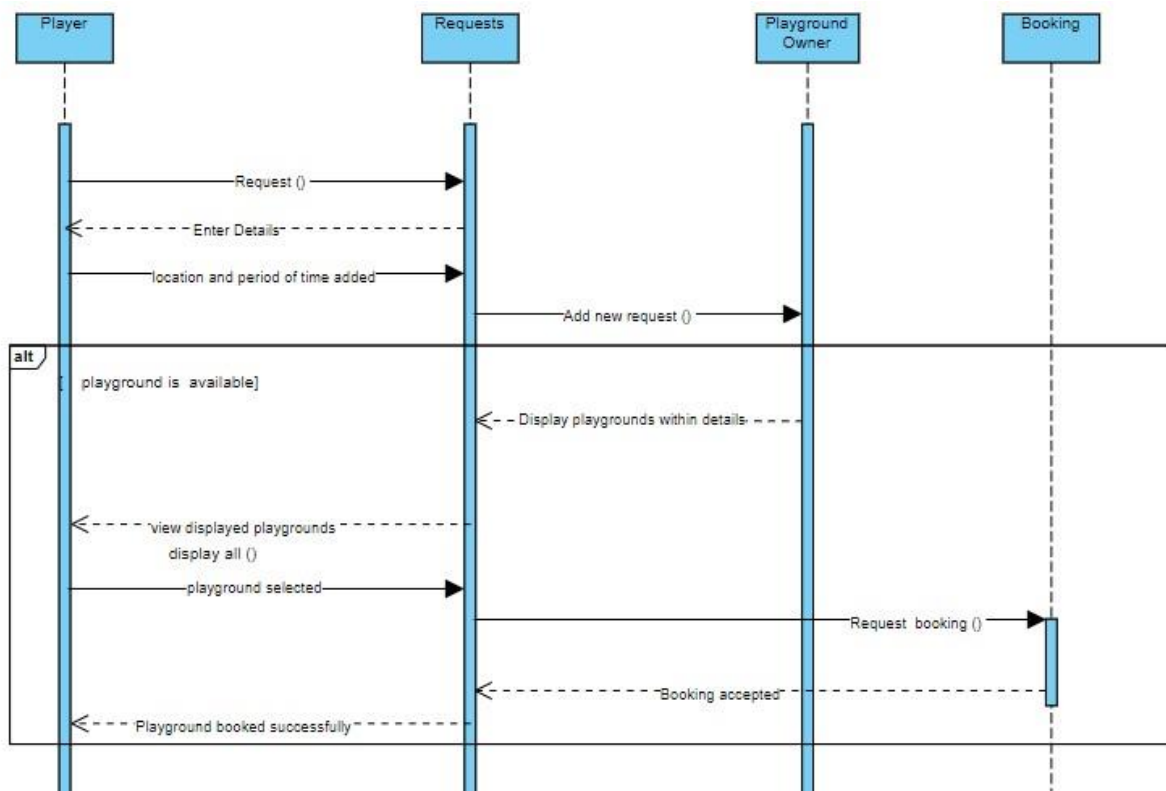 Player
Requests
Playground
Owner
Booking
Request ()
Enter Details
location and period of time added
Add new request ()
alt
[ playground is available]
Display playgrounds within details
view displayed playgrounds
display all ()
playground selected
Request booking ()
Booking accepted
Playground booked successfully